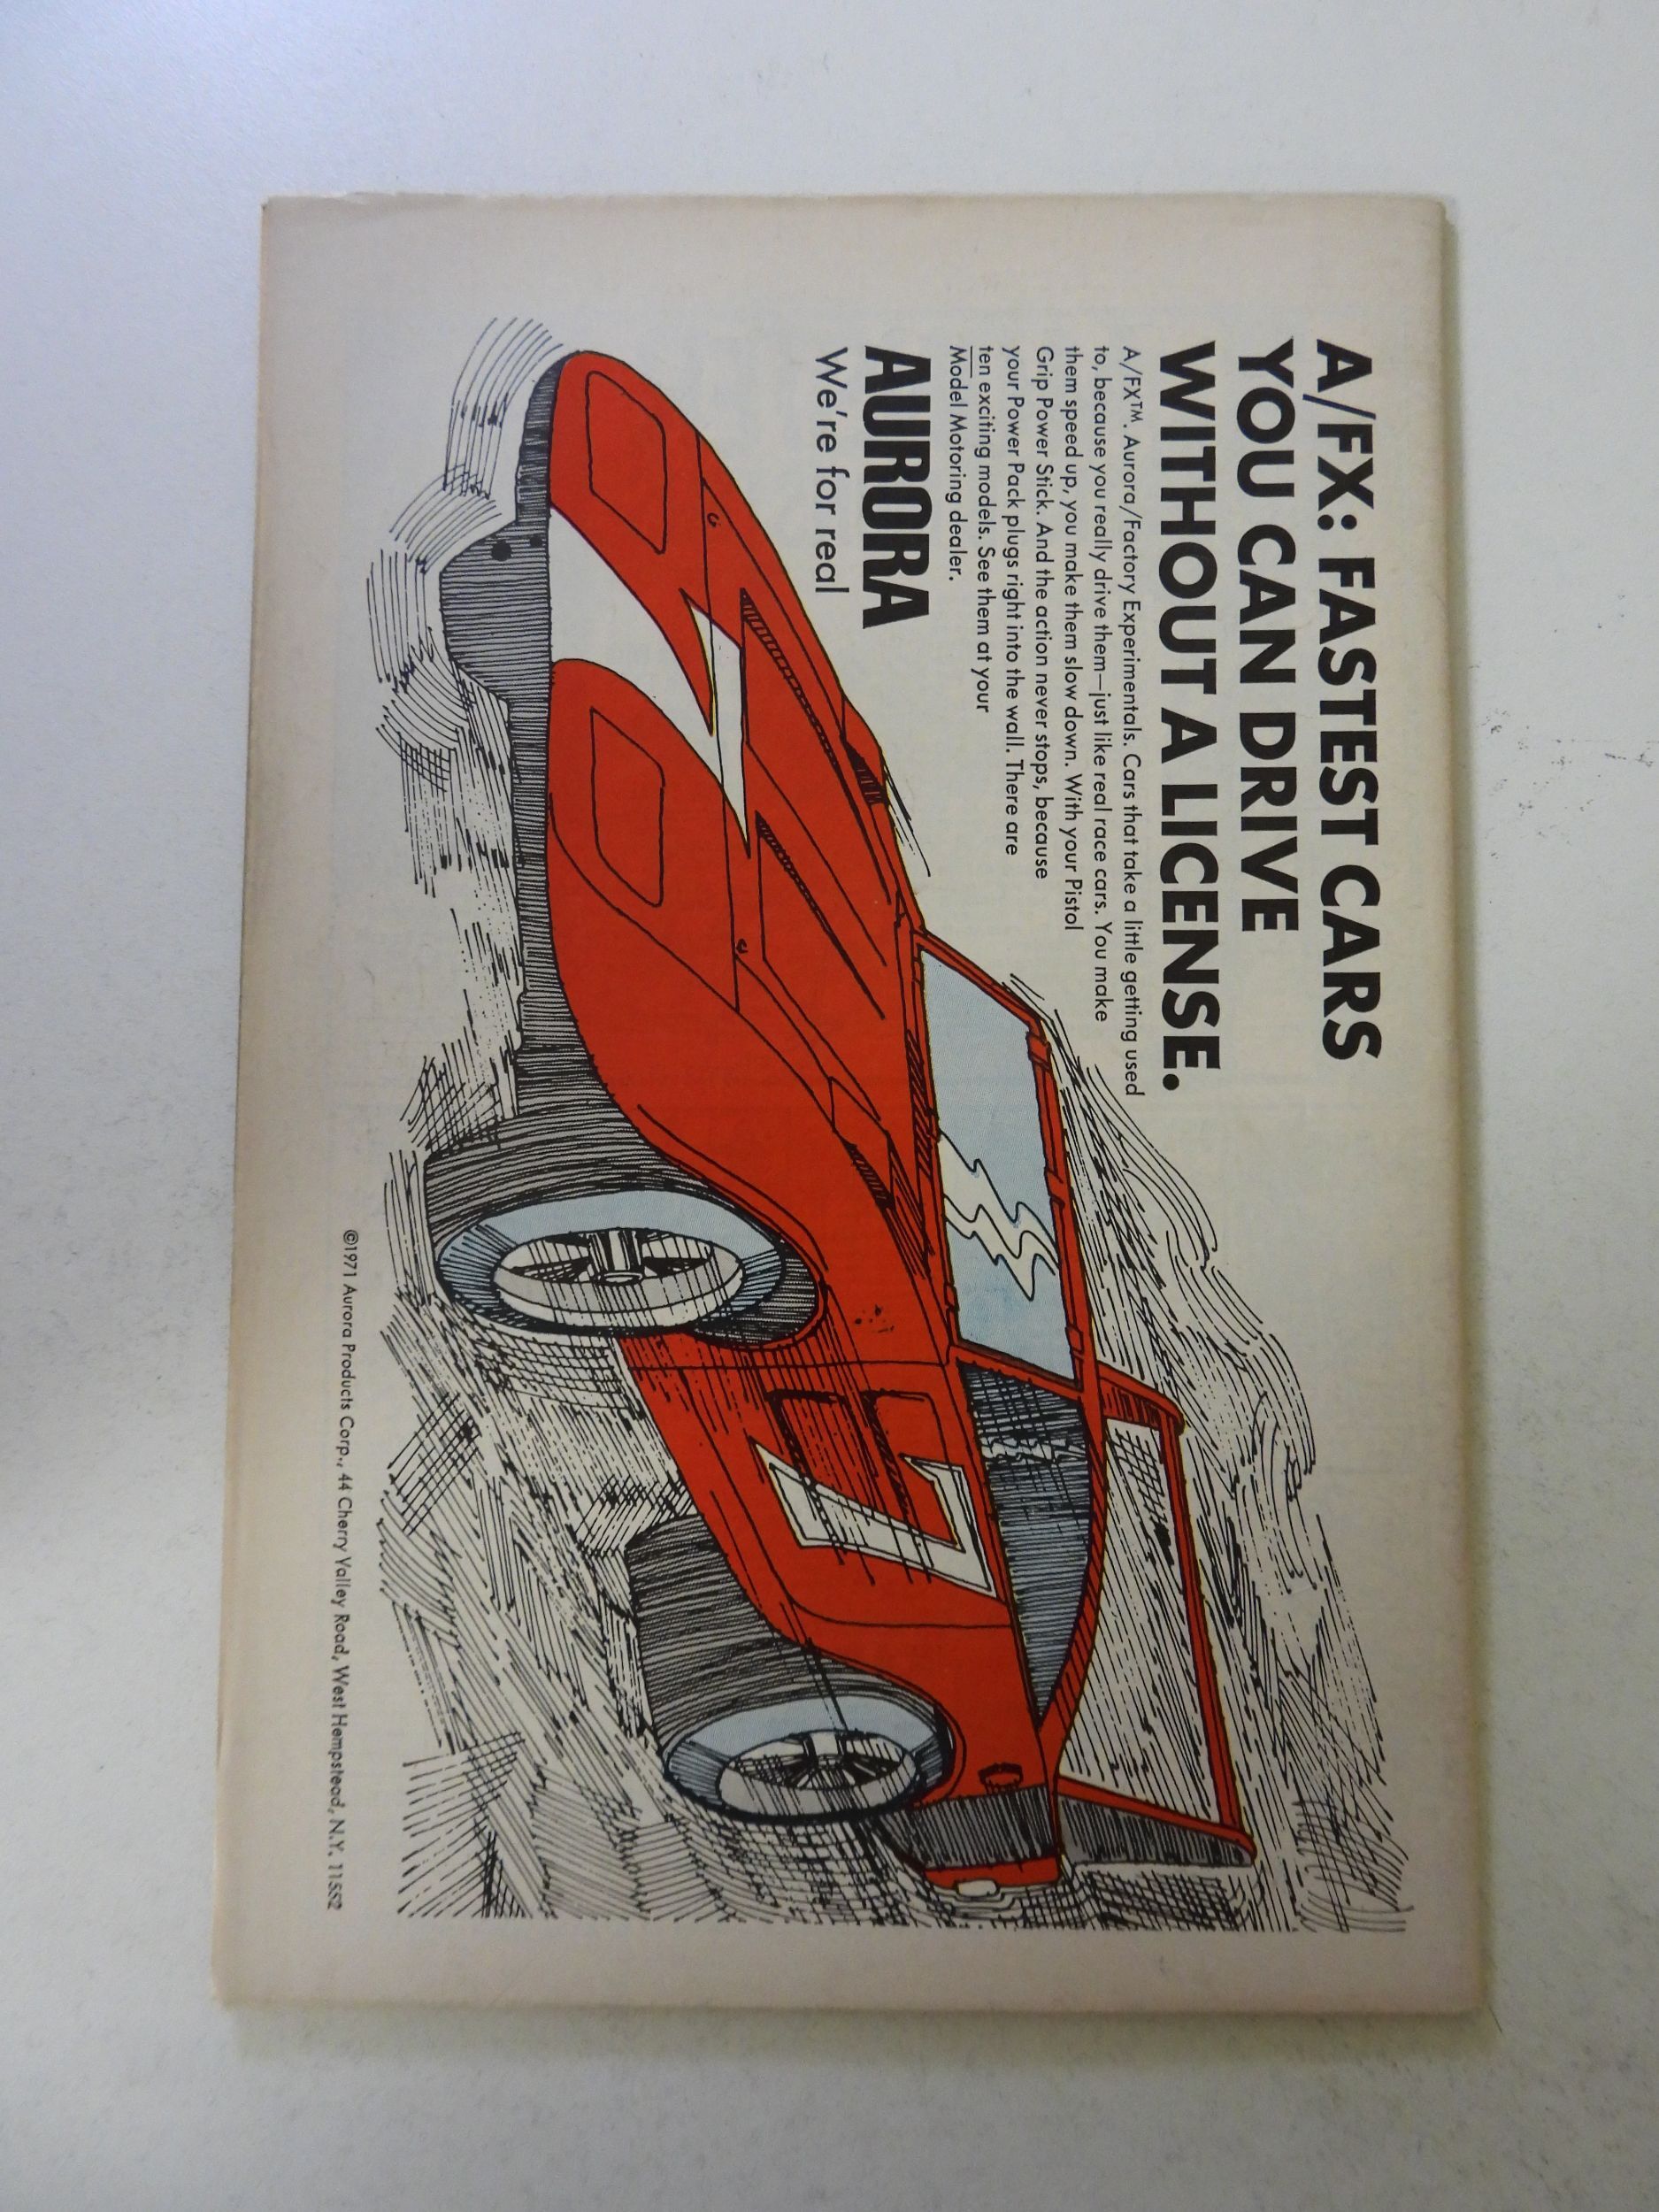 A/FX: FASTEST CARS
YOU CAN DRIVE
WITHOUT A LICENSE.
A/FX™. Aurora/Factory Experimentals. Cars that take a little getting used
to, because you really drive them—just like real race cars. You make
them speed up, you make them slow down. With your Pistol
Grip Power Stick. And the action never stops, because
your Power Pack plugs right into the wall. There are
ten exciting models. See them at your
Model Motoring dealer.
AURORA
We're for real
7
7
©1971 Aurora Products Corp., 44 Cherry Valley Road, West Hempstead, N.Y. 11552